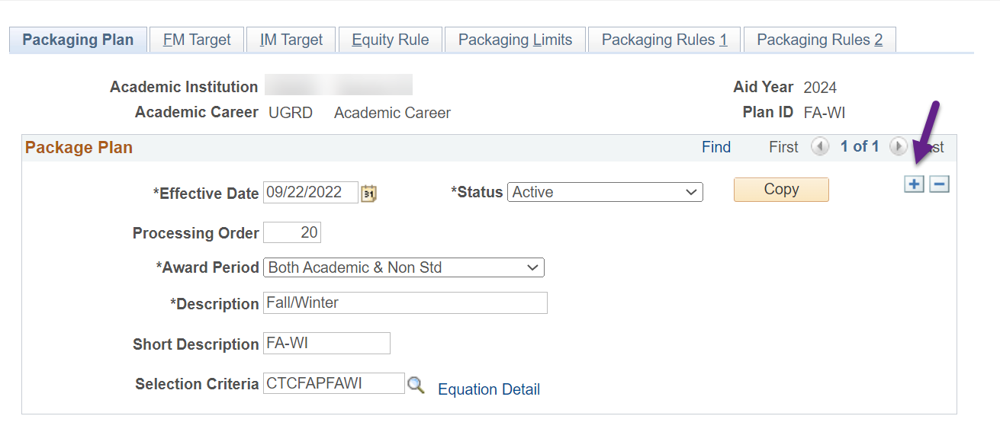 Packaging Plan FM Target IM Target Equity Rule Packaging Limits Packaging Rules 1 Packaging Rules 2
Academic Institution Aid Year 2024
Academic Career UGRD Academic Career Plan ID FA-WI
Package Plan Find First 1 of 1
*Effective Date 09/22/2022 31 *Status Active Copy
Processing Order 20
*Award Period Both Academic & Non Std
*Description Fall/Winter
Short Description FA-WI
Selection Criteria CTCFAPFAWI Equation Detail